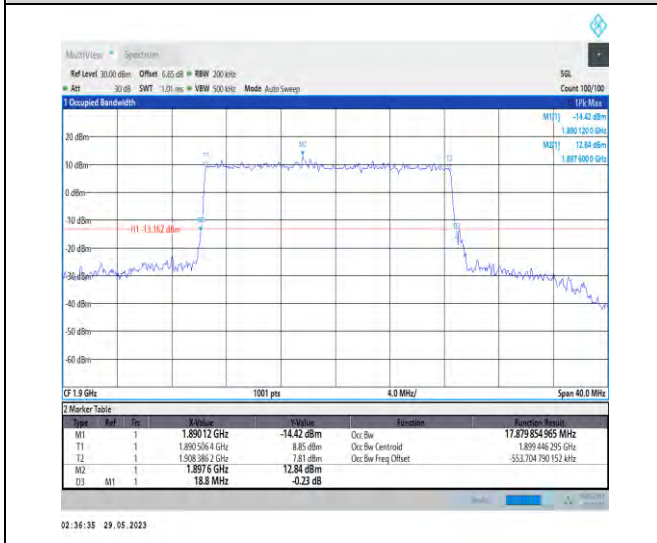 MultiView Spectrum
Ref Level 30.00 dBm Offset 6.65 dB RBW 200 kHz SGL
Att 30 dB SWT 1.01 ms VBW 500 kHz Mode Auto Sweep Count 100/100
1 Occupied Bandwidth 1Pk Max
M1[1] -14.42 dBm
1.890 120 0 GHz
M2[1] 12.84 dBm
1.897 600 0 GHz
20 dBm
M2
T1
T2
10 dBm
0 dBm
-10 dBm
M1
D3
H1 -13.162 dBm
-20 dBm
-30 dBm
-40 dBm
-50 dBm
-60 dBm
CF 1.9 GHz 1001 pts 4.0 MHz/ Span 40.0 MHz
2 Marker Table
Type Ref Trc X-Value Y-Value Function Function Result
M1 1 1.89012 GHz -14.42 dBm Occ Bw 17.879 854 965 MHz
T1 1 1.890 506 4 GHz 8.85 dBm Occ Bw Centroid 1.899 446 295 GHz
T2 1 1.908 386 2 GHz 7.81 dBm Occ Bw Freq Offset -553.704 790 152 kHz
M2 1 1.8976 GHz 12.84 dBm
D3 M1 1 18.8 MHz -0.23 dB
02:36:35 29.05.2023